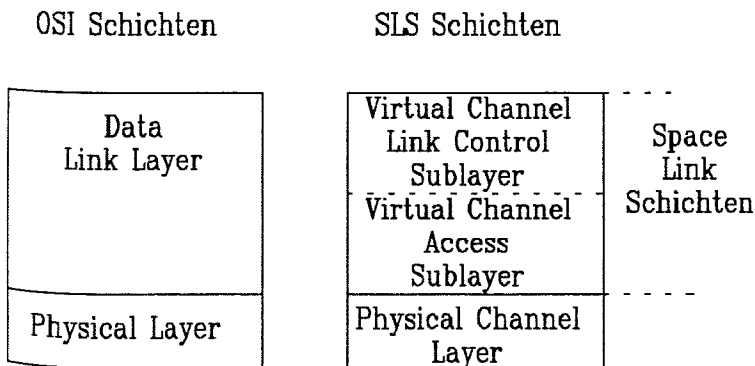 OSI Schichten
SLS Schichten
Data
Link Layer
Physical Layer
Virtual Channel
Link Control
Sublayer
Virtual Channel
Access
Sublayer
Physical Channel
Layer
Space
Link
Schichten